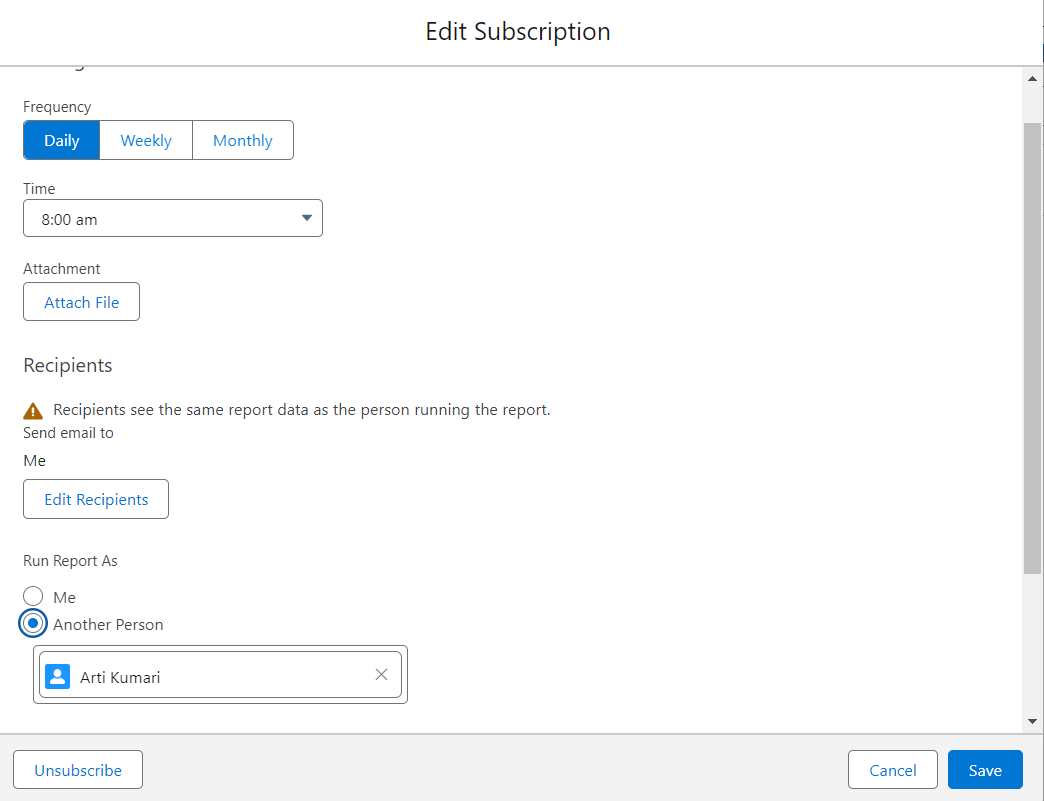 Edit Subscription
Frequency
Daily Weekly Monthly
Time
8:00 am
Attachment
Attach File
Recipients
Recipients see the same report data as the person running the report.
Send email to
Me
Edit Recipients
Run Report As
Me
Another Person
Arti Kumari
Unsubscribe Cancel Save